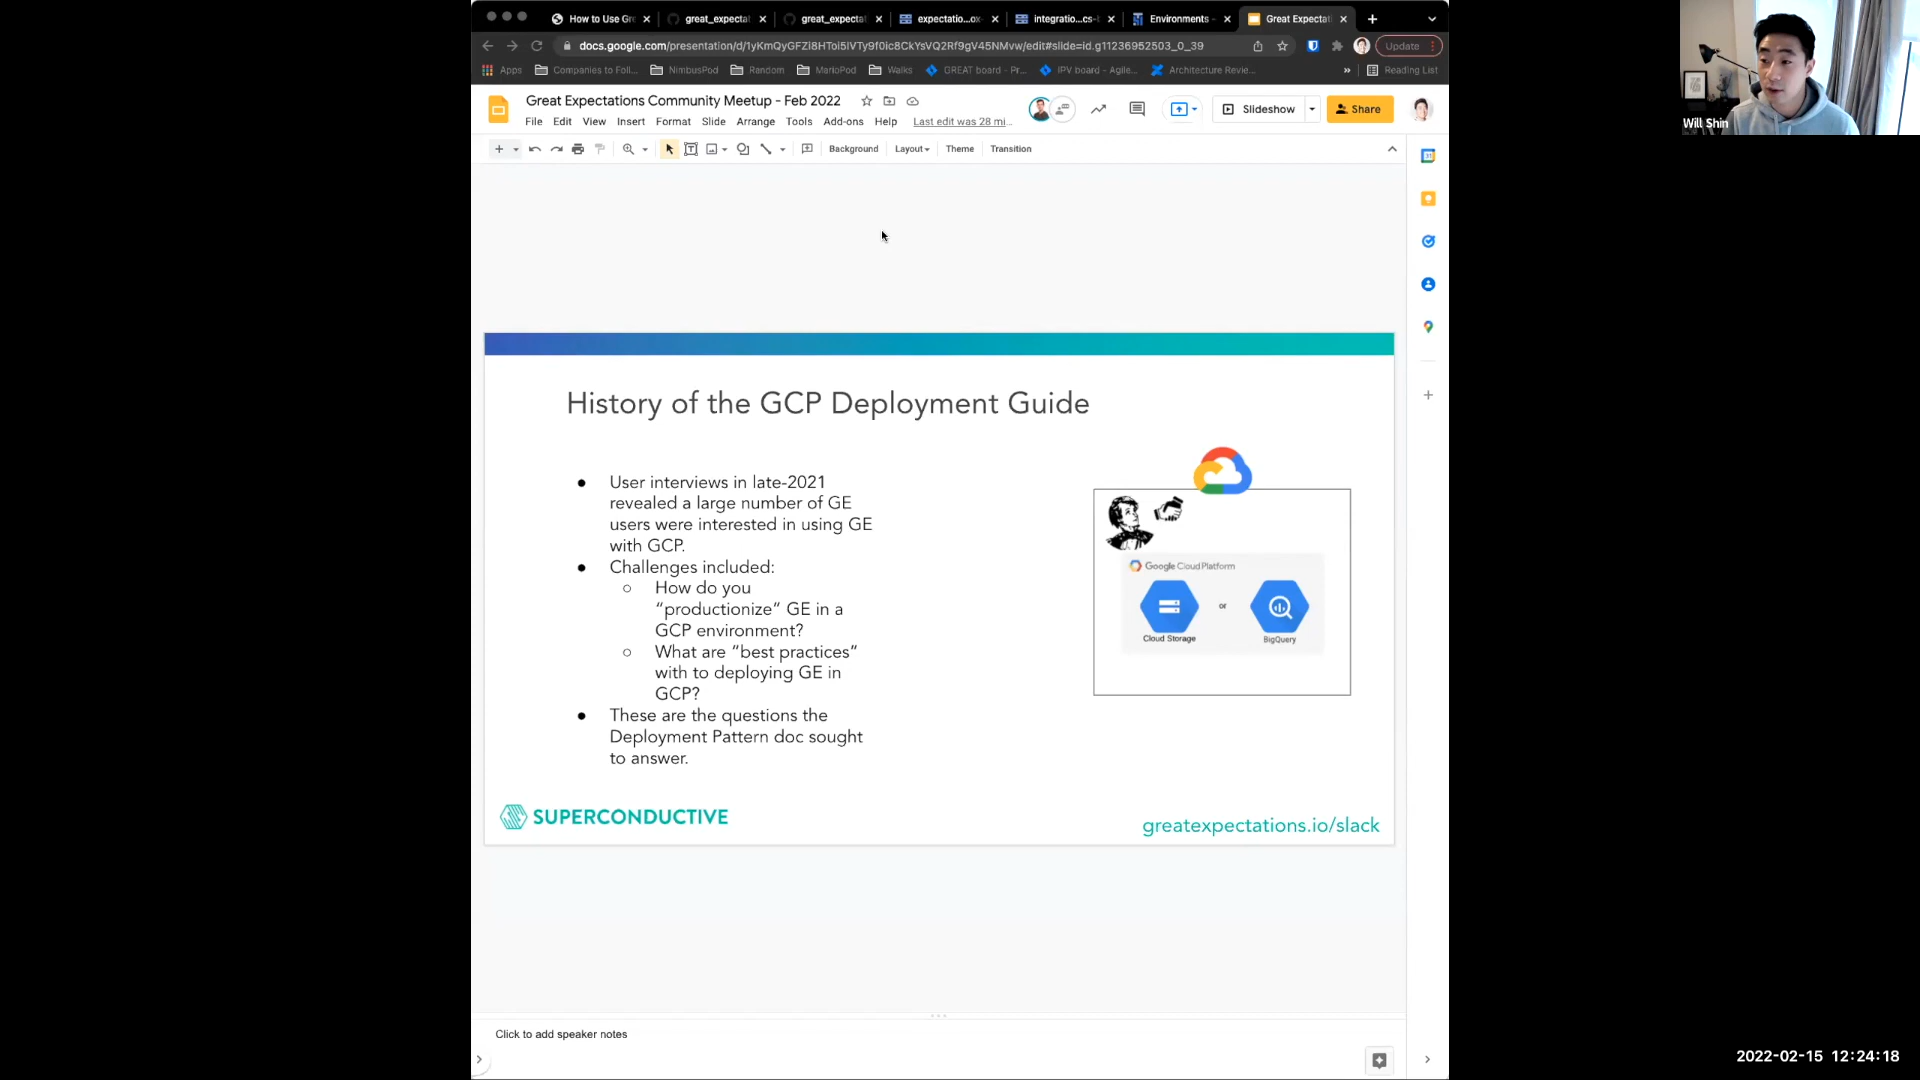 How to Use Gr
great_expecta
great_expecta
expectatio...ox-
integratio...cs-
Environments -
Great Expectat
docs.google.com/presentation/d/1yKmQyGFZl8HTol5lVTy9f0ic8CkYsVQ2Rf9gV45NMvw/edit#slide=id.g11236952503_0_39
Update
Apps
Companies to Foll...
NimbusPod
Random
MarioPod
Walks
GREAT board - Pr...
IPV board - Agile...
Architecture Revie...
»
Reading List
Great Expectations Community Meetup - Feb 2022
File Edit View Insert Format Slide Arrange Tools Add-ons Help Last edit was 28 mi...
Slideshow
Share
Background Layout Theme Transition
History of the GCP Deployment Guide
● User interviews in late-2021
revealed a large number of GE
users were interested in using GE
with GCP.
● Challenges included:
○ How do you
“productionize” GE in a
GCP environment?
○ What are “best practices”
with to deploying GE in
GCP?
● These are the questions the
Deployment Pattern doc sought
to answer.
Google Cloud Platform
or
Cloud Storage
BigQuery
SUPERCONDUCTIVE
greatexpectations.io/slack
Click to add speaker notes
Will Shin
2022-02-15 12:24:18